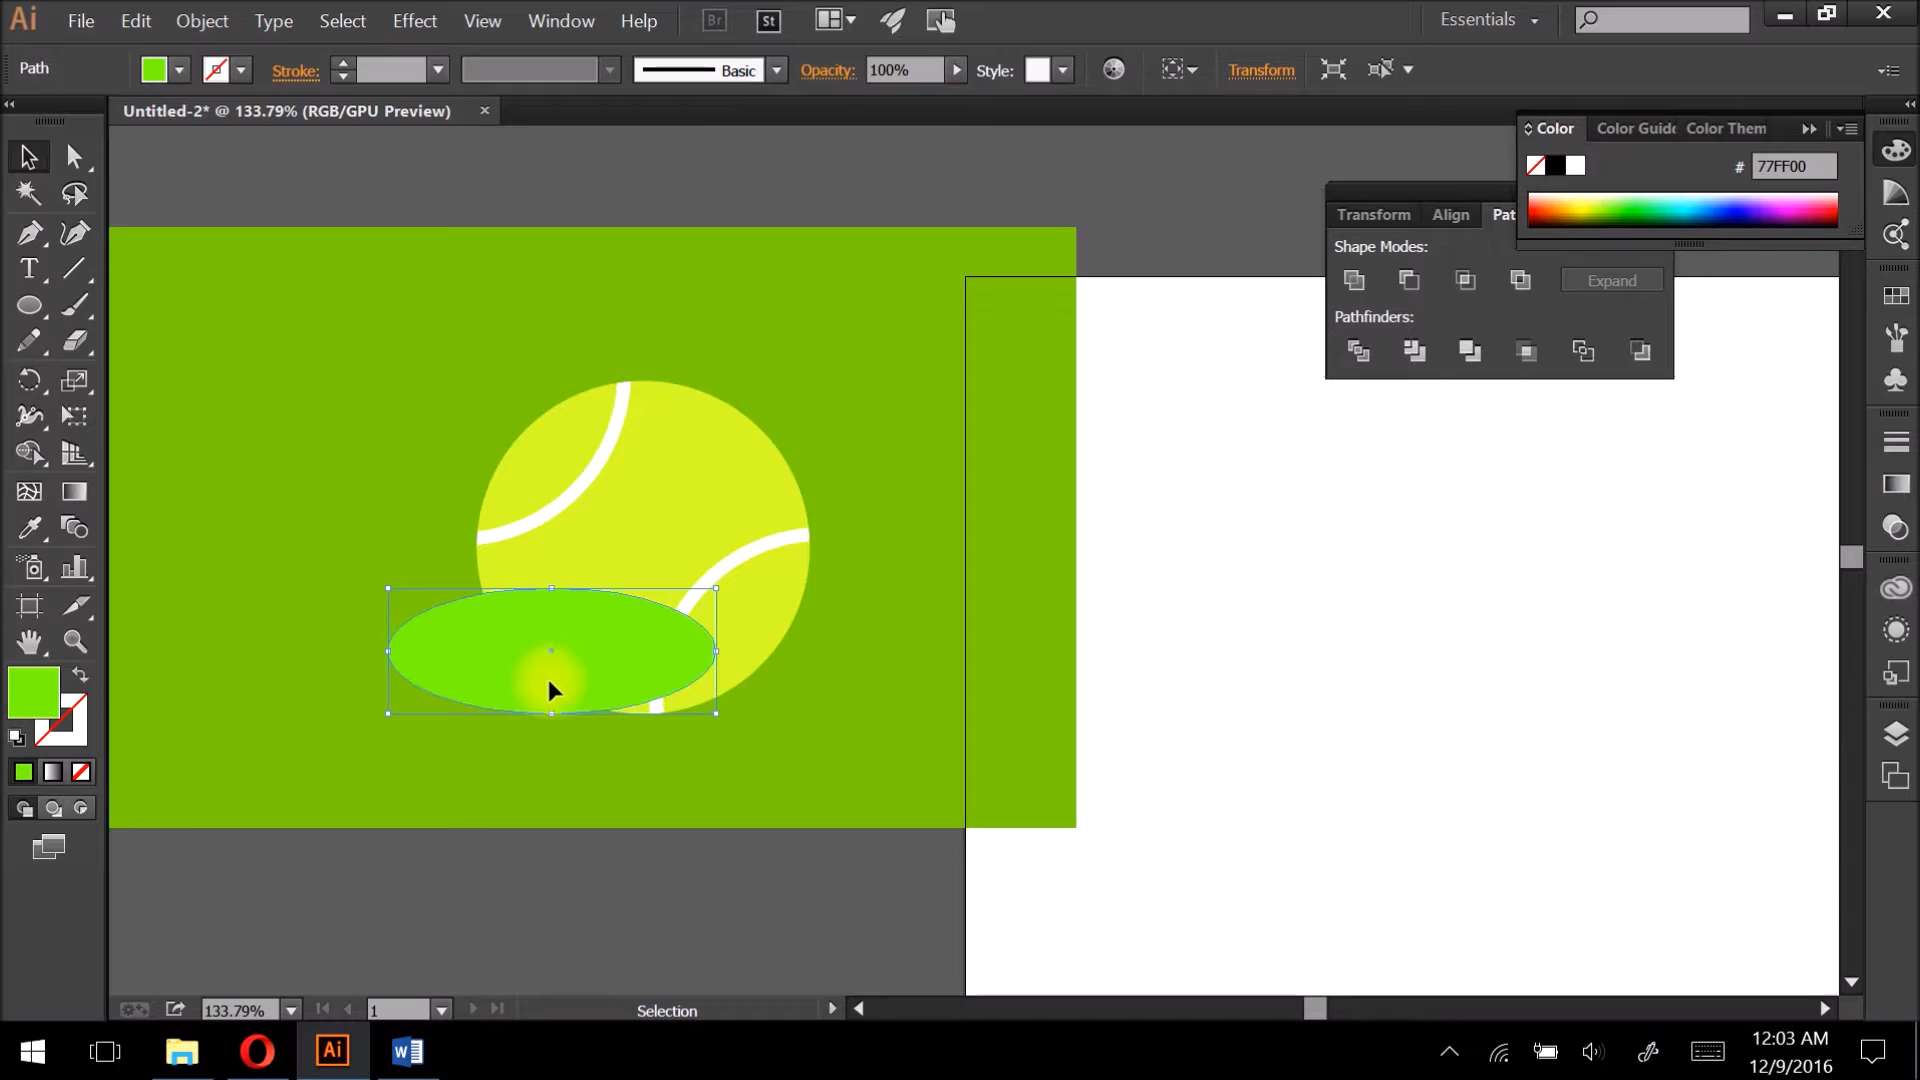 Ai File Edit Object Type Select Effect View Window Help Br St Essentials
Path Stroke: Basic Opacity: 100% Style: Transform
Untitled-2* @ 133.79% (RGB/GPU Preview) ×
Color Color Guide Color Them
# 77FF00
Transform Align Pat
Shape Modes:
Expand
Pathfinders:
133.79% 1 Selection
Ai W 12:03 AM
12/9/2016